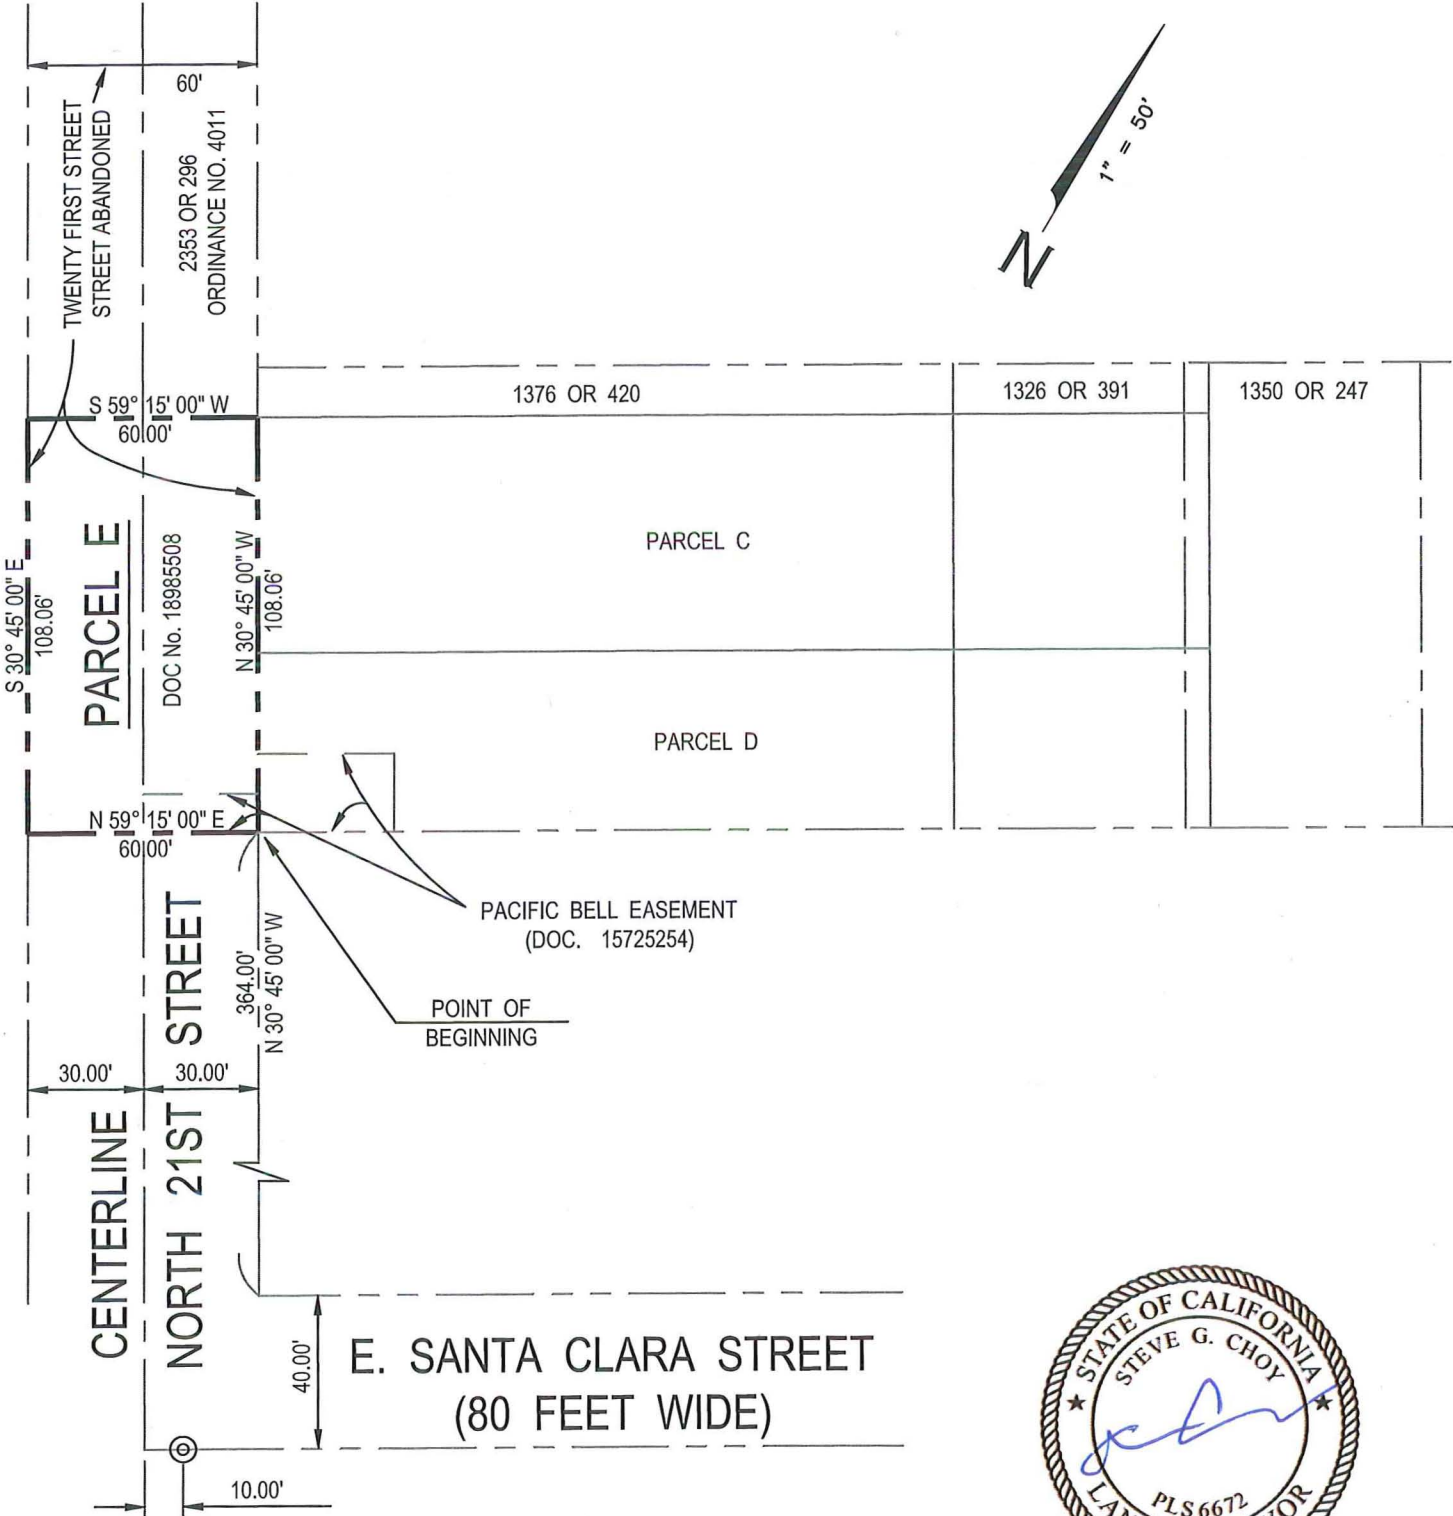 60'
TWENTY FIRST STREET
STREET ABANDONED
2353 OR 296
ORDINANCE NO. 4011
1" = 50'
N
S 59° 15' 00" W
60.00'
1376 OR 420
1326 OR 391
1350 OR 247
S 30° 45' 00" E
108.06'
PARCEL E
DOC No. 18985508
N 30° 45' 00" W
108.06'
PARCEL C
PARCEL D
N 59° 15' 00" E
60.00'
PACIFIC BELL EASEMENT
(DOC. 15725254)
364.00'
N 30° 45' 00" W
POINT OF
BEGINNING
30.00'
30.00'
CENTERLINE
NORTH 21ST STREET
40.00'
E. SANTA CLARA STREET
(80 FEET WIDE)
10.00'
STATE OF CALIFORNIA
STEVE G. CHOY
PLS 6672